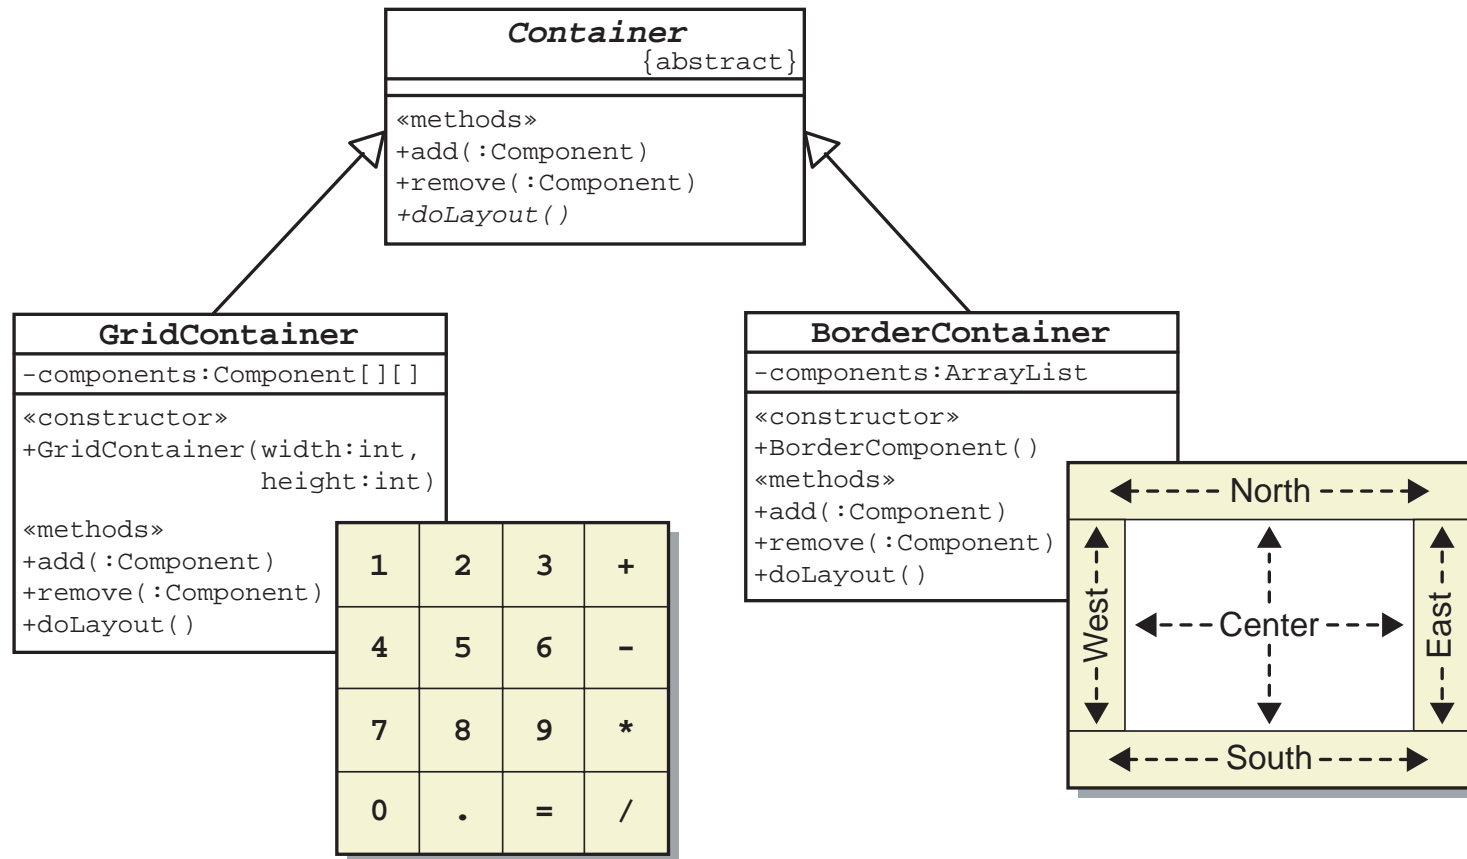 Container
{abstract}
«methods»
+add(:Component)
+remove(:Component)
+doLayout()
GridContainer
-components:Component[][]
«constructor»
+GridContainer(width:int,
height:int)
«methods»
+add(:Component)
+remove(:Component)
+doLayout()
1 2 3 +
4 5 6 -
7 8 9 *
0 . = /
BorderContainer
-components:ArrayList
«constructor»
+BorderComponent()
«methods»
+add(:Component)
+remove(:Component)
+doLayout()
North
West
Center
East
South